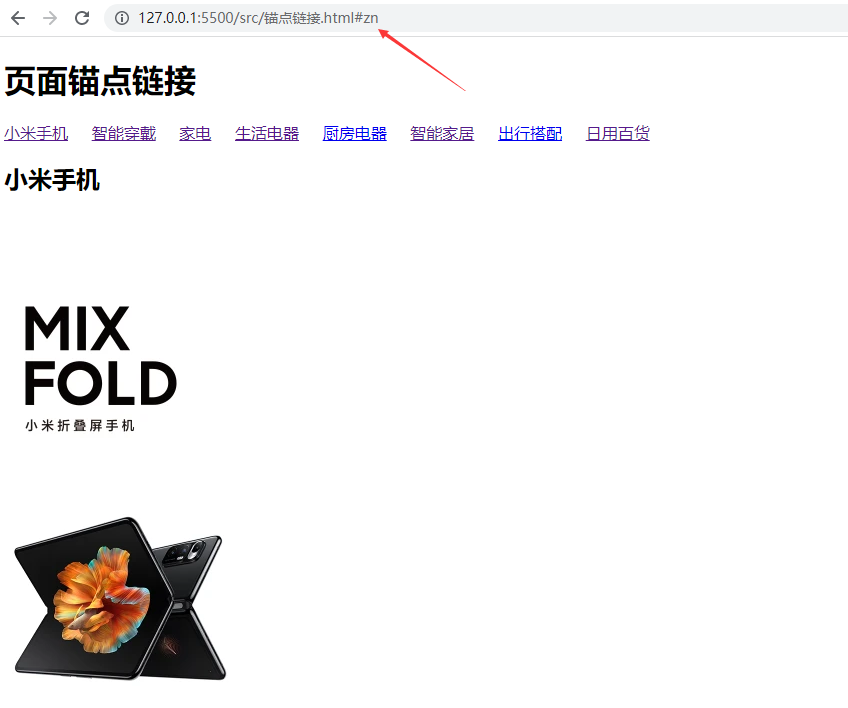 127.0.0.1:5500/src/锚点链接.html#zn
页面锚点链接
小米手机 智能穿戴 家电 生活电器 厨房电器 智能家居 出行搭配 日用百货
小米手机
MIX
FOLD
小米折叠屏手机